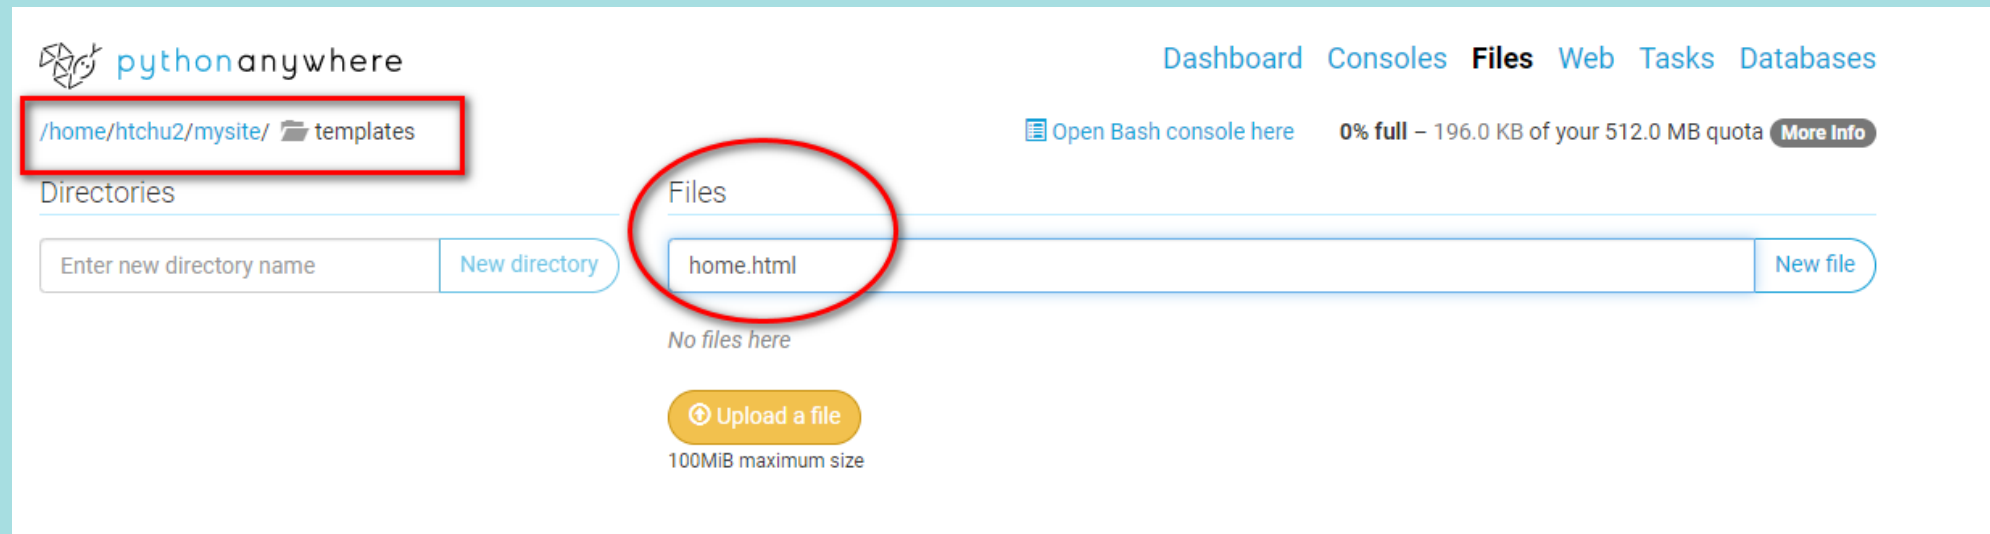 pythonanywhere
Dashboard Consoles Files Web Tasks Databases
/home/htchu2/mysite/ templates
Open Bash console here 0% full – 196.0 KB of your 512.0 MB quota More Info
Directories
Files
Enter new directory name New directory
home.html New file
No files here
Upload a file
100MiB maximum size